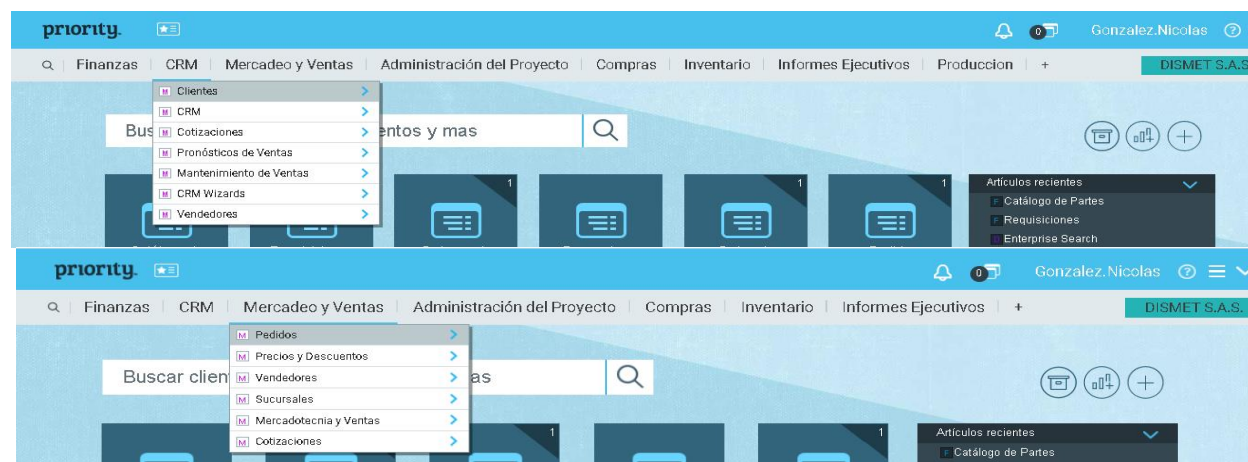 priority. 0 Gonzalez.Nicolas ?
Finanzas CRM Mercadeo y Ventas Administración del Proyecto Compras Inventario Informes Ejecutivos Produccion + DISMET S.A.S
M Clientes
M CRM
Bus M Cotizaciones entos y mas
M Pronósticos de Ventas
M Mantenimiento de Ventas
M CRM Wizards
M Vendedores
1 1 1
Artículos recientes
F Catálogo de Partes
F Requisiciones
Enterprise Search
priority. 0 Gonzalez.Nicolas ?
Finanzas CRM Mercadeo y Ventas Administración del Proyecto Compras Inventario Informes Ejecutivos + DISMET S.A.S.
M Pedidos
M Precios y Descuentos
Buscar clien M Vendedores as
M Sucursales
M Mercadotecnia y Ventas
M Cotizaciones
1 1
Artículos recientes
F Catálogo de Partes